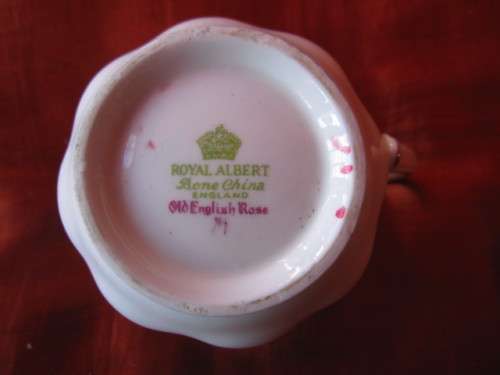 ROYAL ALBERT
Bone China
ENGLAND
Old English Rose